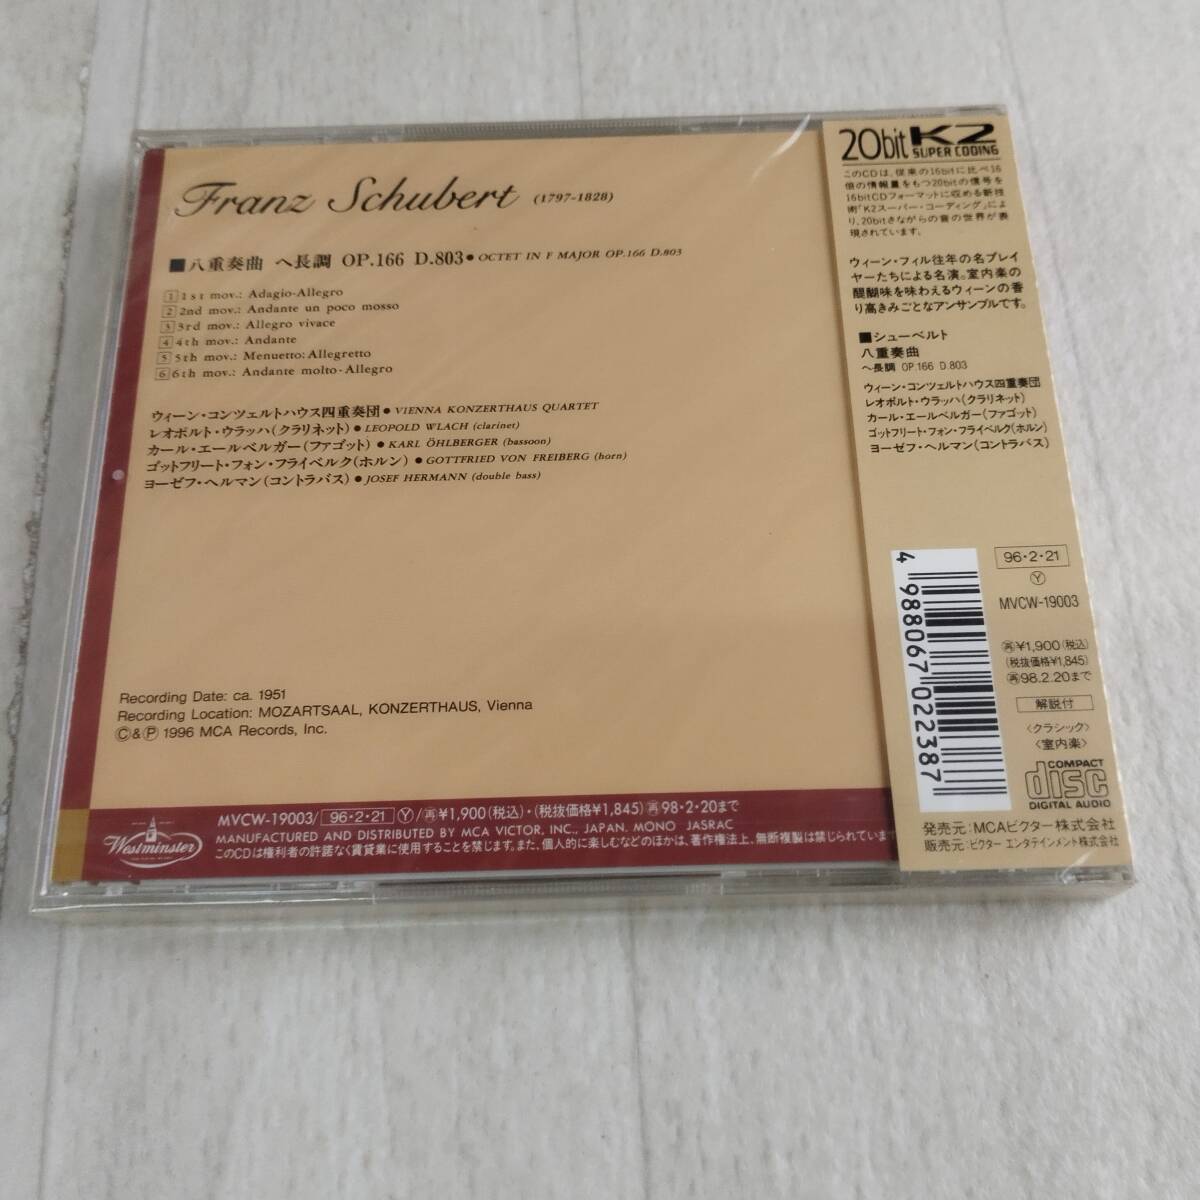 Franz Schubert (1797-1828)
■八重奏曲 ヘ長調 OP.166 D.803●OCTET IN F MAJOR OP.166 D.803
1 1st mov.: Adagio-Allegro
2 2nd mov.: Andante un poco mosso
3 3rd mov.: Allegro vivace
4 4th mov.: Andante
5 5th mov.: Menuetto: Allegretto
6 6th mov.: Andante molto-Allegro
ウィーン・コンツェルトハウス四重奏団●VIENNA KONZERTHAUS QUARTET
レオポルト・ウラッハ(クラリネット)●LEOPOLD WLACH (clarinet)
カール・エールベルガー(ファゴット)●KARL ÖHLBERGER (bassoon)
ゴットフリート・フォン・フライベルク(ホルン)●GOTTFRIED VON FREIBERG (horn)
ヨーゼフ・ヘルマン(コントラバス)●JOSEF HERMANN (double bass)
Recording Date: ca. 1951
Recording Location: MOZARTSAAL, KONZERTHAUS, Vienna
Ⓒ&Ⓟ 1996 MCA Records, Inc.
Westminster
MVCW-19003/ 96・2・21 Ⓨ/再¥1,900(税込)・(税抜価格¥1,845)再98・2・20まで
MANUFACTURED AND DISTRIBUTED BY MCA VICTOR, INC., JAPAN. MONO JASRAC
このCDは権利者の許諾なく賃貸業に使用することを禁じます。また、個人的に楽しむなどのほかは、著作権法上、無断複製は禁じられています
20bit K2
SUPER CODING
このCDは、従来の16bitに比べ16
倍の情報量をもつ20bitの信号を
16bitCDフォーマットに収める新技
術「K2スーパー・コーディング」によ
り、20bitさながらの音の世界が表
現されています。
ウィーン・フィル往年の名プレイ
ヤーたちによる名演。室内楽の
醍醐味を味わえるウィーンの香
り高きみごとなアンサンブルです。
■シューベルト
八重奏曲
ヘ長調 OP.166 D.803
ウィーン・コンツェルトハウス四重奏団
レオポルト・ウラッハ(クラリネット)
カール・エールベルガー(ファゴット)
ゴットフリート・フォン・フライベルク(ホルン)
ヨーゼフ・ヘルマン(コントラバス)
4 988067 022387
96・2・21
Ⓨ
MVCW-19003
再¥1,900(税込)
(税抜価格¥1,845)
再98.2.20まで
解説付
〈クラシック〉
〈室内楽〉
COMPACT
disc
DIGITAL AUDIO
発売元:MCAビクター株式会社
販売元:ビクター エンタテインメント株式会社